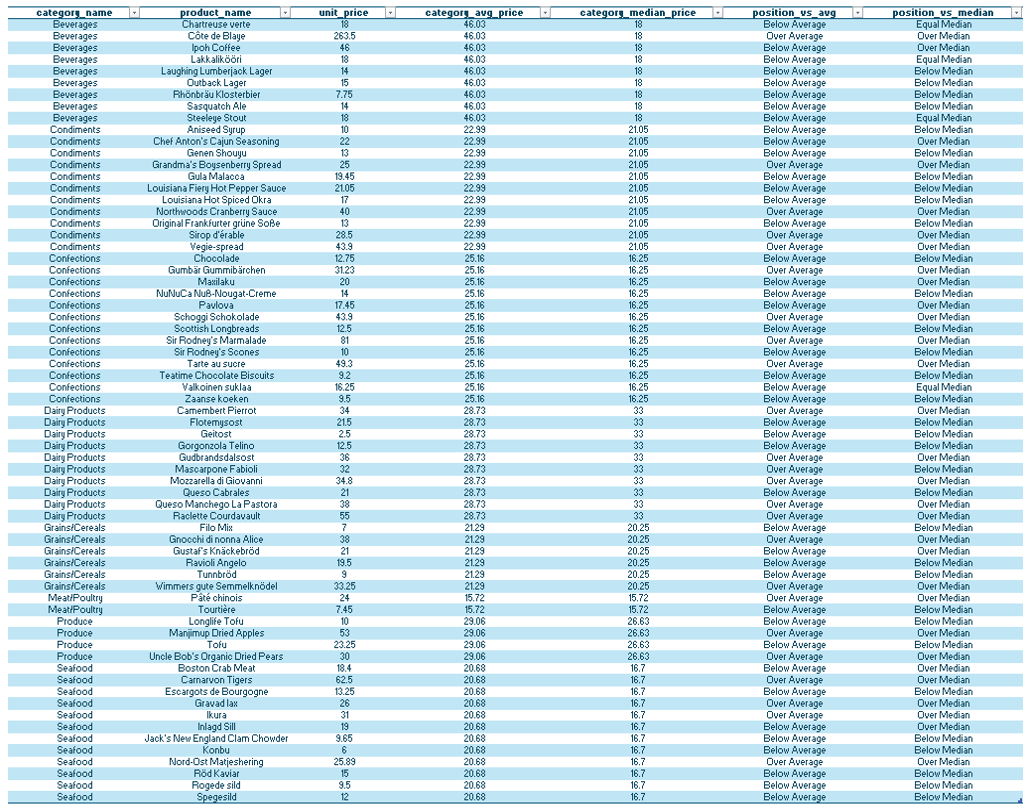 category_name product_name unit_price category_avg_price category_median_price position_vs_avg position_vs_median
Beverages Chartreuse verte 18 46.03 18 Below Average Equal Median
Beverages Côte de Blaye 263.5 46.03 18 Over Average Over Median
Beverages Ipoh Coffee 46 46.03 18 Below Average Over Median
Beverages Lakkalikööri 18 46.03 18 Below Average Equal Median
Beverages Laughing Lumberjack Lager 14 46.03 18 Below Average Below Median
Beverages Outback Lager 15 46.03 18 Below Average Below Median
Beverages Rhönbräu Klosterbier 7.75 46.03 18 Below Average Below Median
Beverages Sasquatch Ale 14 46.03 18 Below Average Below Median
Beverages Steeleye Stout 18 46.03 18 Below Average Equal Median
Condiments Aniseed Syrup 10 22.99 21.05 Below Average Below Median
Condiments Chef Anton's Cajun Seasoning 22 22.99 21.05 Below Average Over Median
Condiments Genen Shouyu 13 22.99 21.05 Below Average Below Median
Condiments Grandma's Boysenberry Spread 25 22.99 21.05 Over Average Over Median
Condiments Gula Malacca 19.45 22.99 21.05 Below Average Below Median
Condiments Louisiana Fiery Hot Pepper Sauce 21.05 22.99 21.05 Below Average Below Median
Condiments Louisiana Hot Spiced Okra 17 22.99 21.05 Below Average Below Median
Condiments Northwoods Cranberry Sauce 40 22.99 21.05 Over Average Over Median
Condiments Original Frankfurter grüne Soße 13 22.99 21.05 Below Average Below Median
Condiments Sirop d'érable 28.5 22.99 21.05 Over Average Over Median
Condiments Vegie-spread 43.9 22.99 21.05 Over Average Over Median
Confections Chocolade 12.75 25.16 16.25 Below Average Below Median
Confections Gumbär Gummibärchen 31.23 25.16 16.25 Over Average Over Median
Confections Maxilaku 20 25.16 16.25 Below Average Over Median
Confections NuNuCa Nuß-Nougat-Creme 14 25.16 16.25 Below Average Below Median
Confections Pavlova 17.45 25.16 16.25 Below Average Over Median
Confections Schoggi Schokolade 43.9 25.16 16.25 Over Average Over Median
Confections Scottish Longbreads 12.5 25.16 16.25 Below Average Below Median
Confections Sir Rodney's Marmalade 81 25.16 16.25 Over Average Over Median
Confections Sir Rodney's Scones 10 25.16 16.25 Below Average Below Median
Confections Tarte au sucre 49.3 25.16 16.25 Over Average Over Median
Confections Teatime Chocolate Biscuits 9.2 25.16 16.25 Below Average Below Median
Confections Valkoinen suklaa 16.25 25.16 16.25 Below Average Equal Median
Confections Zaanse koeken 9.5 25.16 16.25 Below Average Below Median
Dairy Products Camembert Pierrot 34 28.73 33 Over Average Over Median
Dairy Products Flotemysost 21.5 28.73 33 Below Average Below Median
Dairy Products Geitost 2.5 28.73 33 Below Average Below Median
Dairy Products Gorgonzola Telino 12.5 28.73 33 Below Average Below Median
Dairy Products Gudbrandsdalsost 36 28.73 33 Over Average Over Median
Dairy Products Mascarpone Fabioli 32 28.73 33 Over Average Below Median
Dairy Products Mozzarella di Giovanni 34.8 28.73 33 Over Average Over Median
Dairy Products Queso Cabrales 21 28.73 33 Below Average Below Median
Dairy Products Queso Manchego La Pastora 38 28.73 33 Over Average Over Median
Dairy Products Raclette Courdavault 55 28.73 33 Over Average Over Median
Grains/Cereals Filo Mix 7 21.29 20.25 Below Average Below Median
Grains/Cereals Gnocchi di nonna Alice 38 21.29 20.25 Over Average Over Median
Grains/Cereals Gustaf's Knäckebröd 21 21.29 20.25 Below Average Over Median
Grains/Cereals Ravioli Angelo 19.5 21.29 20.25 Below Average Below Median
Grains/Cereals Tunnbröd 9 21.29 20.25 Below Average Below Median
Grains/Cereals Wimmers gute Semmelknödel 33.25 21.29 20.25 Over Average Over Median
Meat/Poultry Pâté chinois 24 15.72 15.72 Over Average Over Median
Meat/Poultry Tourtière 7.45 15.72 15.72 Below Average Below Median
Produce Longlife Tofu 10 29.06 26.63 Below Average Below Median
Produce Manjimup Dried Apples 53 29.06 26.63 Over Average Over Median
Produce Tofu 23.25 29.06 26.63 Below Average Below Median
Produce Uncle Bob's Organic Dried Pears 30 29.06 26.63 Over Average Over Median
Seafood Boston Crab Meat 18.4 20.68 16.7 Below Average Over Median
Seafood Carnarvon Tigers 62.5 20.68 16.7 Over Average Over Median
Seafood Escargots de Bourgogne 13.25 20.68 16.7 Below Average Below Median
Seafood Gravad lax 26 20.68 16.7 Over Average Over Median
Seafood Ikura 31 20.68 16.7 Over Average Over Median
Seafood Inlagd Sill 19 20.68 16.7 Below Average Over Median
Seafood Jack's New England Clam Chowder 9.65 20.68 16.7 Below Average Below Median
Seafood Konbu 6 20.68 16.7 Below Average Below Median
Seafood Nord-Ost Matjeshering 25.89 20.68 16.7 Over Average Over Median
Seafood Röd Kaviar 15 20.68 16.7 Below Average Below Median
Seafood Rogede sild 9.5 20.68 16.7 Below Average Below Median
Seafood Spegesild 12 20.68 16.7 Below Average Below Median